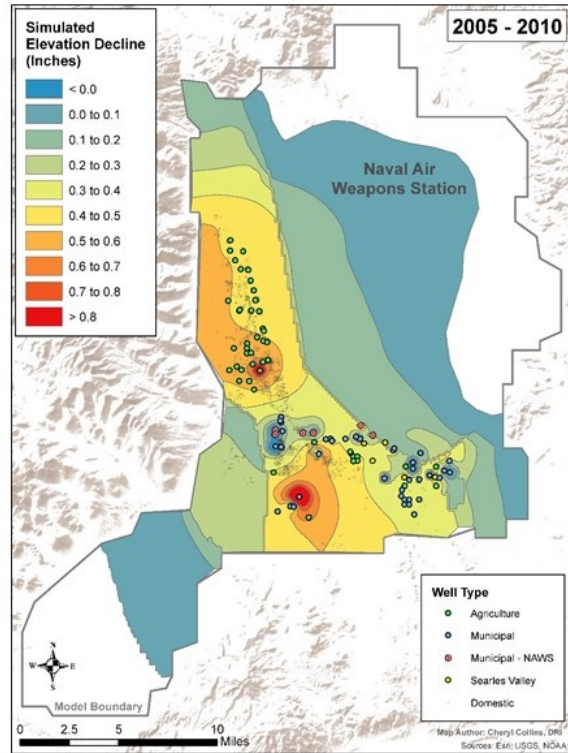 Simulated
Elevation Decline
(Inches)
< 0.0
0.0 to 0.1
0.1 to 0.2
0.2 to 0.3
0.3 to 0.4
0.4 to 0.5
0.5 to 0.6
0.6 to 0.7
0.7 to 0.8
> 0.8
2005 - 2010
Naval Air
Weapons Station
Well Type
Agriculture
Municipal
Municipal - NAWS
Searles Valley
Domestic
N
W
E
S
Model Boundary
0
2.5
5
10
Miles
Map Author: Cheryl Collins, DRI
Sources: Esri, USGS, NOAA